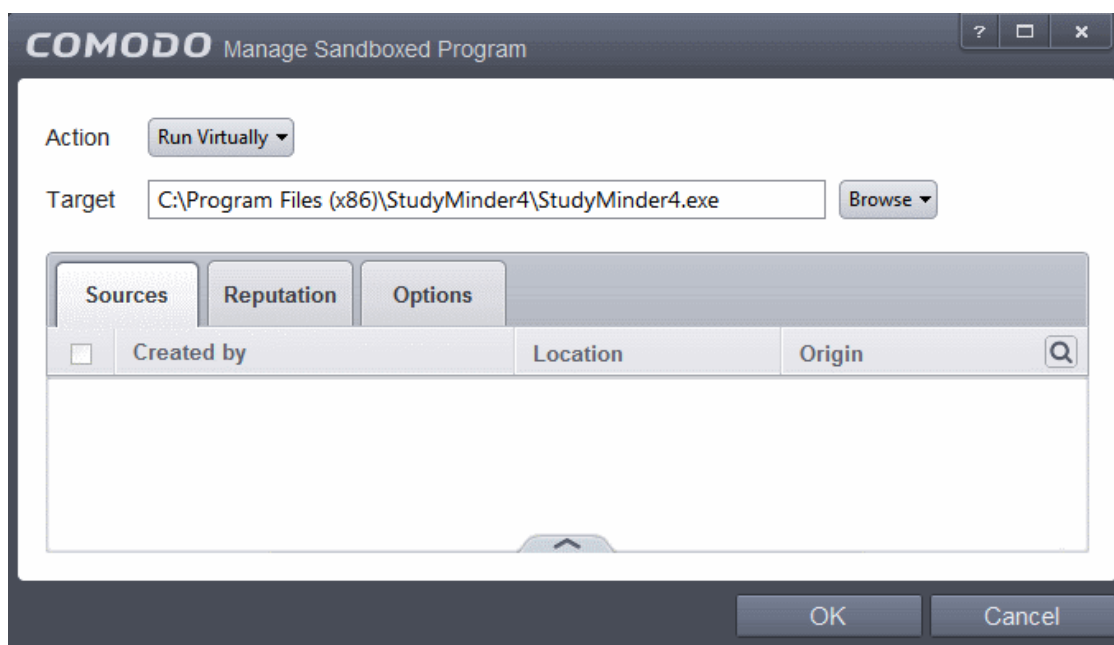 COMODO Manage Sandboxed Program ?
Action Run Virtually
Target C:\Program Files (x86)\StudyMinder4\StudyMinder4.exe Browse
Sources Reputation Options
Created by Location Origin
OK Cancel